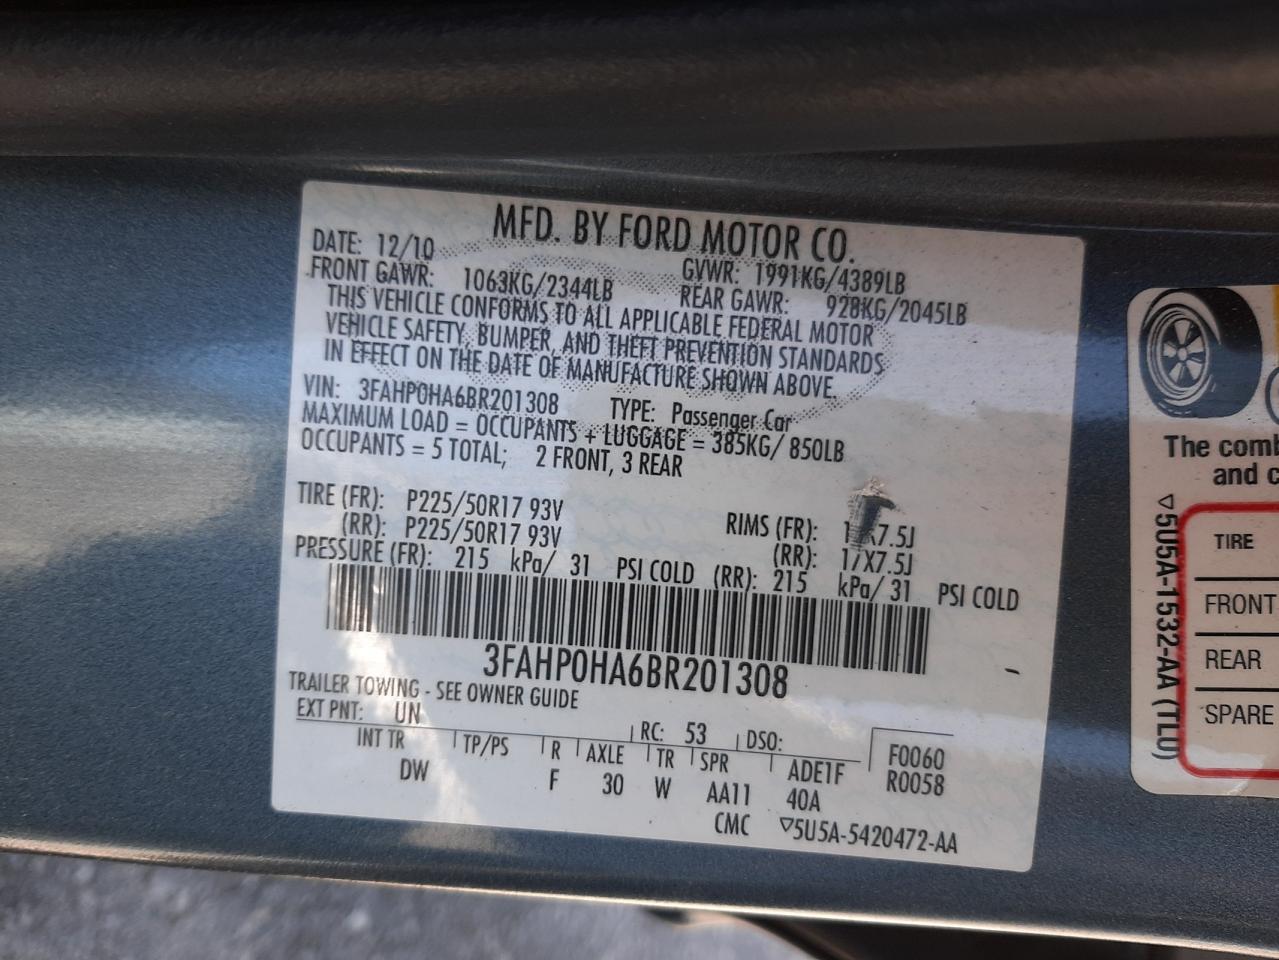 MFD. BY FORD MOTOR CO.
DATE: 12/10 GVWR: 1991KG/4389LB
FRONT GAWR: 1063KG/2344LB REAR GAWR: 928KG/2045LB
THIS VEHICLE CONFORMS TO ALL APPLICABLE FEDERAL MOTOR
VEHICLE SAFETY, BUMPER, AND THEFT PREVENTION STANDARDS
IN EFFECT ON THE DATE OF MANUFACTURE SHOWN ABOVE.
VIN: 3FAHP0HA6BR201308 TYPE: Passenger Car
MAXIMUM LOAD = OCCUPANTS + LUGGAGE = 385KG/ 850LB
OCCUPANTS = 5 TOTAL; 2 FRONT, 3 REAR
TIRE (FR): P225/50R17 93V RIMS (FR): X7.5J
(RR): P225/50R17 93V (RR): 17X7.5J
PRESSURE (FR): 215 kPa/ 31 PSI COLD (RR): 215 kPa/ 31 PSI COLD
3FAHP0HA6BR201308
TRAILER TOWING - SEE OWNER GUIDE
EXT PNT: UN RC: 53 DSO: F0060
INT TR TP/PS R AXLE TR SPR ADE1F R0058
DW F 30 W AA11 40A
CMC ▽5U5A-5420472-AA
The comb
and c
▽5U5A-1532-AA (TL0)
TIRE
FRONT
REAR
SPARE